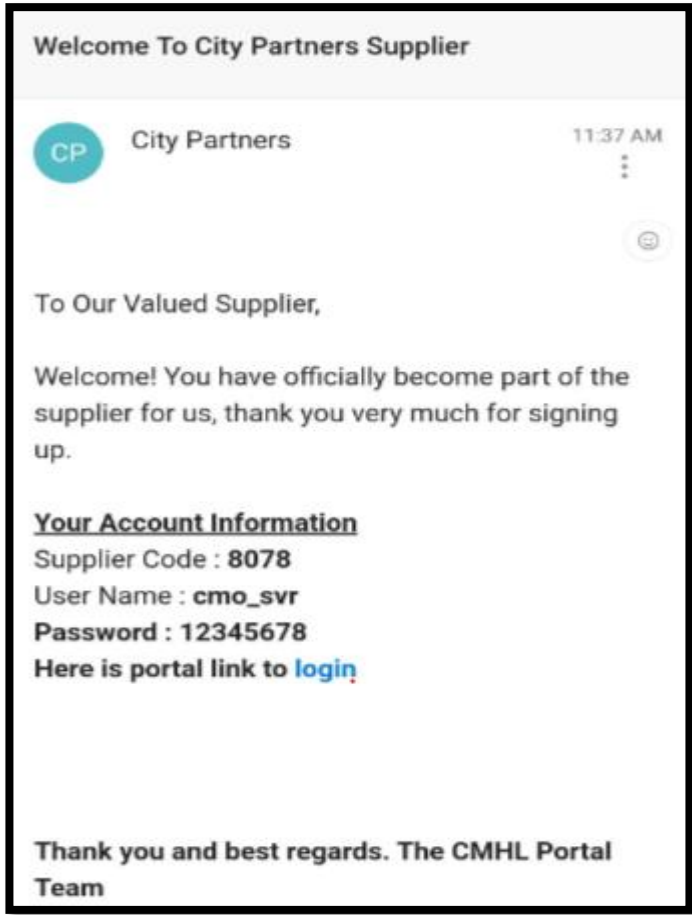 Welcome To City Partners Supplier
CP
City Partners
11:37 AM
To Our Valued Supplier,
Welcome! You have officially become part of the
supplier for us, thank you very much for signing
up.
Your Account Information
Supplier Code : 8078
User Name : cmo_svr
Password : 12345678
Here is portal link to login.
Thank you and best regards. The CMHL Portal
Team